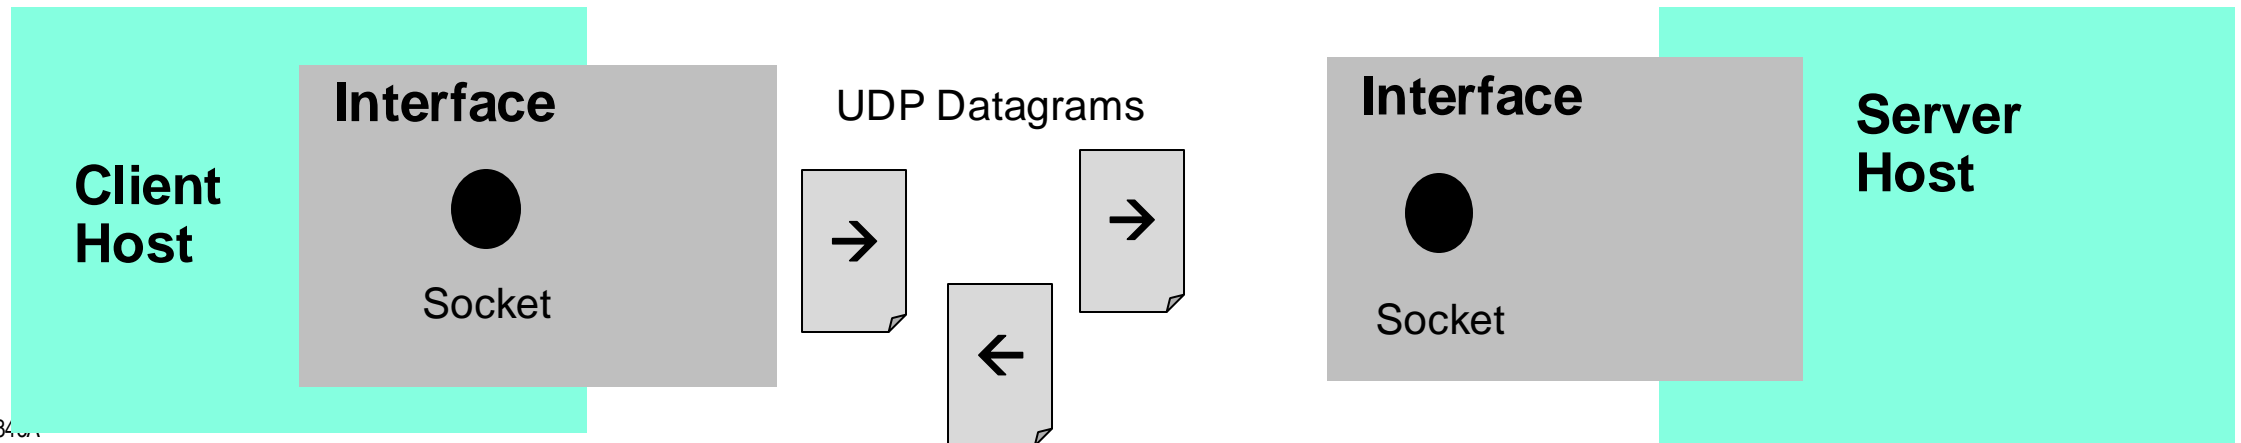 Interface
Client
Host
Socket
UDP Datagrams
→
→
←
Interface
Socket
Server
Host